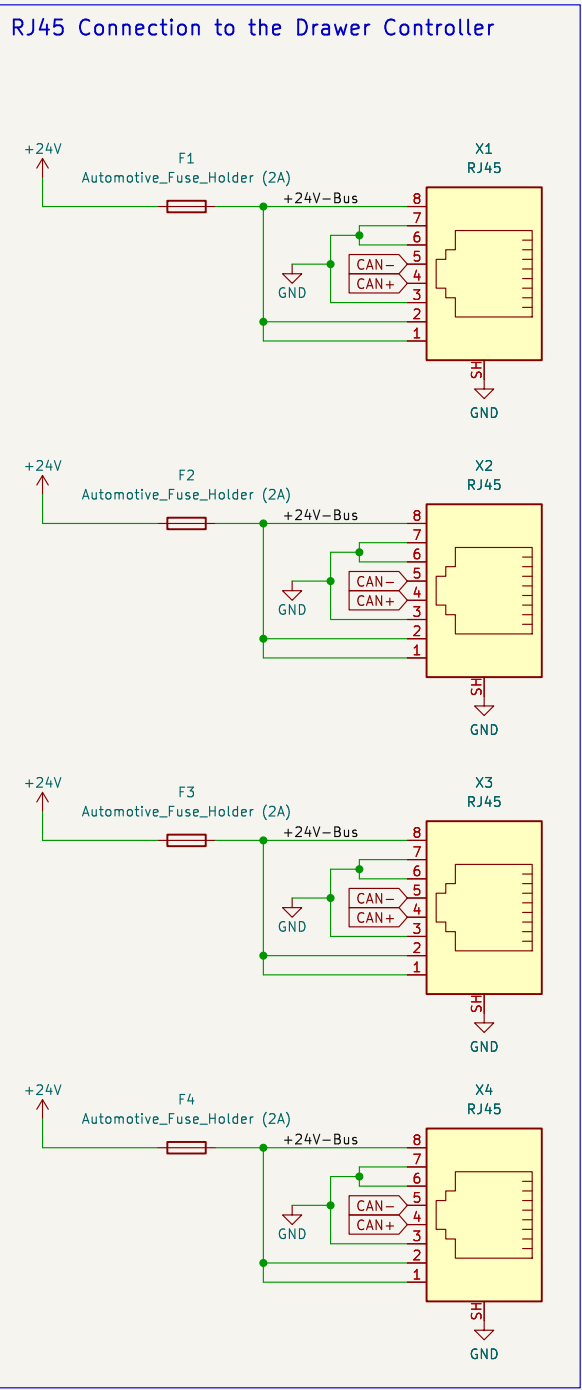 RJ45 Connection to the Drawer Controller
+24V
F1
Automotive_Fuse_Holder (2A)
X1
RJ45
+24V-Bus
8
7
6
CAN-
5
CAN+
4
GND
3
2
1
SH
GND
+24V
F2
Automotive_Fuse_Holder (2A)
X2
RJ45
+24V-Bus
8
7
6
CAN-
5
CAN+
4
GND
3
2
1
SH
GND
+24V
F3
Automotive_Fuse_Holder (2A)
X3
RJ45
+24V-Bus
8
7
6
CAN-
5
CAN+
4
GND
3
2
1
SH
GND
+24V
F4
Automotive_Fuse_Holder (2A)
X4
RJ45
+24V-Bus
8
7
6
CAN-
5
CAN+
4
GND
3
2
1
SH
GND